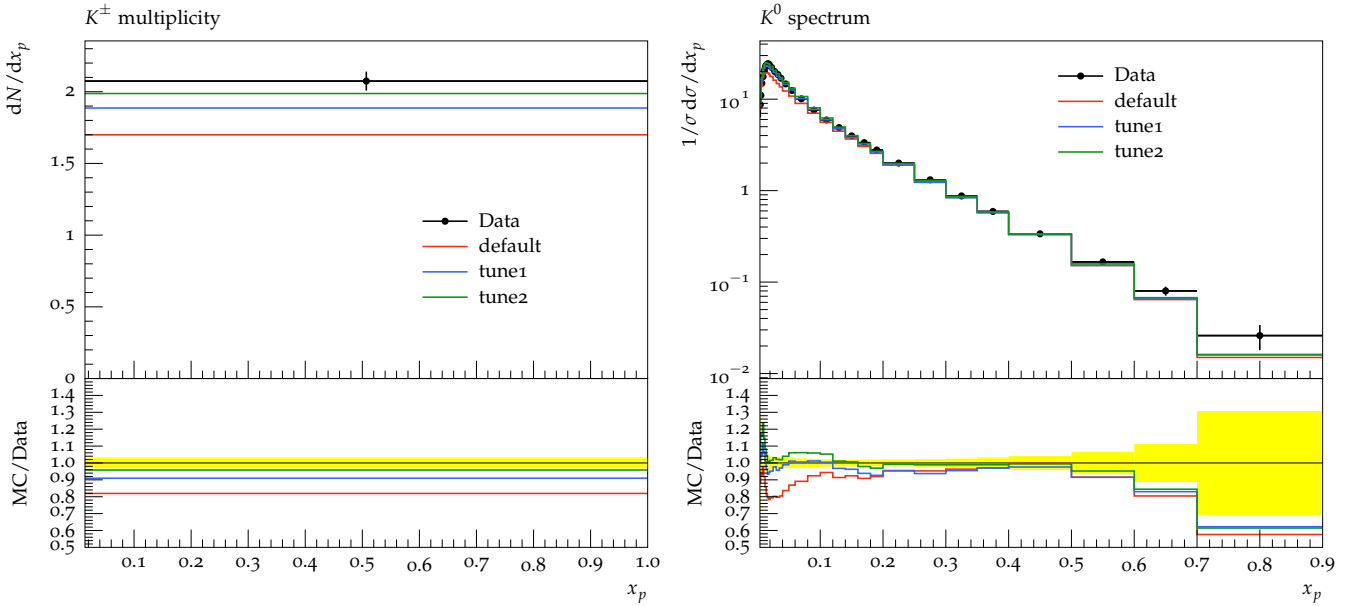 K± multiplicity
dN/dx_p
2
1.5
1
0.5
0
Data
default
tune1
tune2
MC/Data
1.4
1.3
1.2
1.1
1.0
0.9
0.8
0.7
0.6
0.5
0.1 0.2 0.3 0.4 0.5 0.6 0.7 0.8 0.9 1.0
x_p
K⁰ spectrum
1/σ dσ/dx_p
10¹
1
10⁻¹
10⁻²
Data
default
tune1
tune2
MC/Data
1.4
1.3
1.2
1.1
1.0
0.9
0.8
0.7
0.6
0.5
0.1 0.2 0.3 0.4 0.5 0.6 0.7 0.8 0.9
x_p